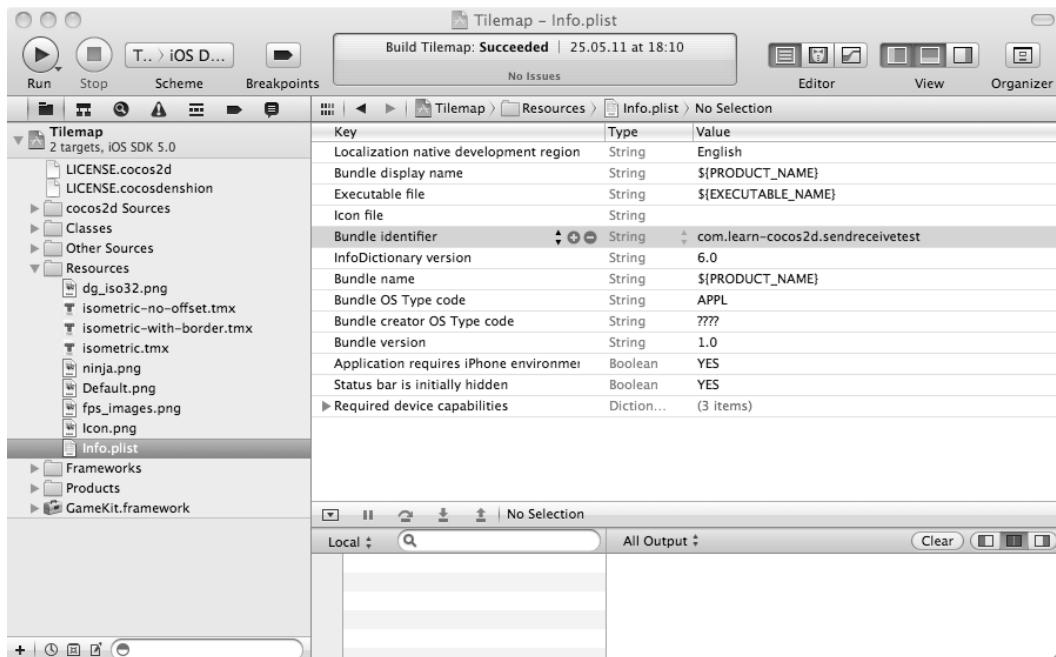 Tilemap – Info.plist
T.. › iOS D...
Build Tilemap: Succeeded | 25.05.11 at 18:10
No Issues
Run Stop Scheme Breakpoints Editor View Organizer
Tilemap › Resources › Info.plist › No Selection
Tilemap
2 targets, iOS SDK 5.0
LICENSE.cocos2d
LICENSE.cocosdenshion
cocos2d Sources
Classes
Other Sources
Resources
dg_iso32.png
isometric-no-offset.tmx
isometric-with-border.tmx
isometric.tmx
ninja.png
Default.png
fps_images.png
Icon.png
Info.plist
Frameworks
Products
GameKit.framework
Key Type Value
Localization native development region String English
Bundle display name String ${PRODUCT_NAME}
Executable file String ${EXECUTABLE_NAME}
Icon file String
Bundle identifier String com.learn-cocos2d.sendreceivetest
InfoDictionary version String 6.0
Bundle name String ${PRODUCT_NAME}
Bundle OS Type code String APPL
Bundle creator OS Type code String ????
Bundle version String 1.0
Application requires iPhone environmen Boolean YES
Status bar is initially hidden Boolean YES
Required device capabilities Diction... (3 items)
No Selection
Local All Output Clear